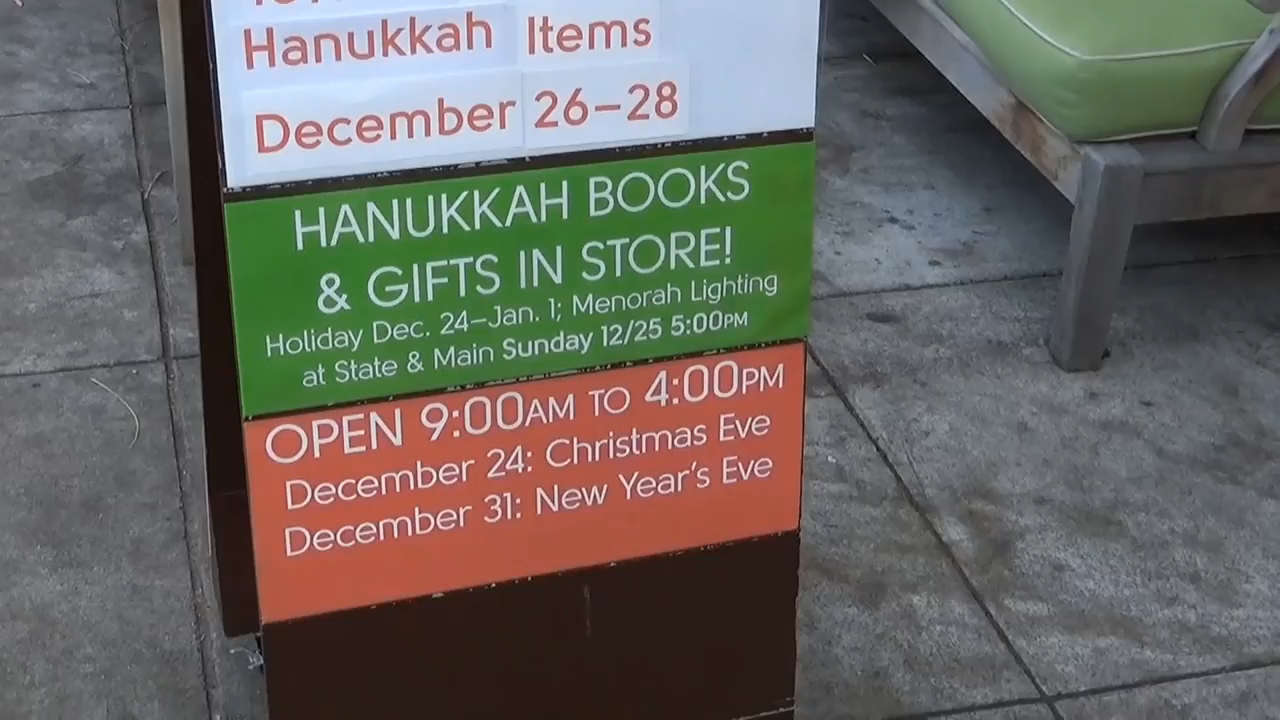 Hanukkah Items
December 26–28
HANUKKAH BOOKS
& GIFTS IN STORE!
Holiday Dec. 24–Jan. 1; Menorah Lighting
at State & Main Sunday 12/25 5:00PM
OPEN 9:00AM TO 4:00PM
December 24: Christmas Eve
December 31: New Year's Eve